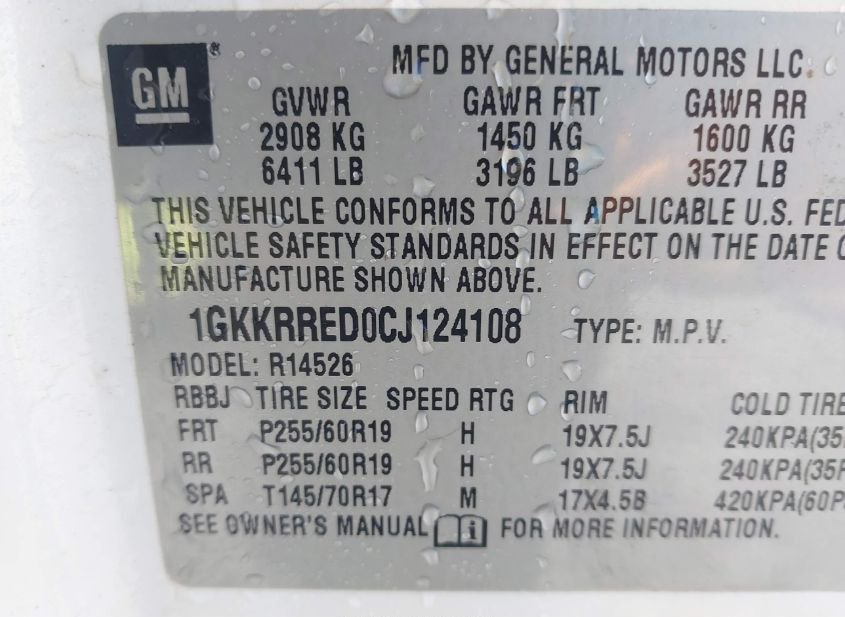 GM®
MFD BY GENERAL MOTORS LLC.
GVWR GAWR FRT GAWR RR
2908 KG 1450 KG 1600 KG
6411 LB 3196 LB 3527 LB
THIS VEHICLE CONFORMS TO ALL APPLICABLE U.S. FED
VEHICLE SAFETY STANDARDS IN EFFECT ON THE DATE O
MANUFACTURE SHOWN ABOVE.
1GKKRRED0CJ124108 TYPE: M.P.V.
MODEL: R14526
RBBJ TIRE SIZE SPEED RTG RIM COLD TIRE
FRT P255/60R19 H 19X7.5J 240KPA(35
RR P255/60R19 H 19X7.5J 240KPA(35P
SPA T145/70R17 M 17X4.5B 420KPA(60P
SEE OWNER'S MANUAL i FOR MORE INFORMATION.